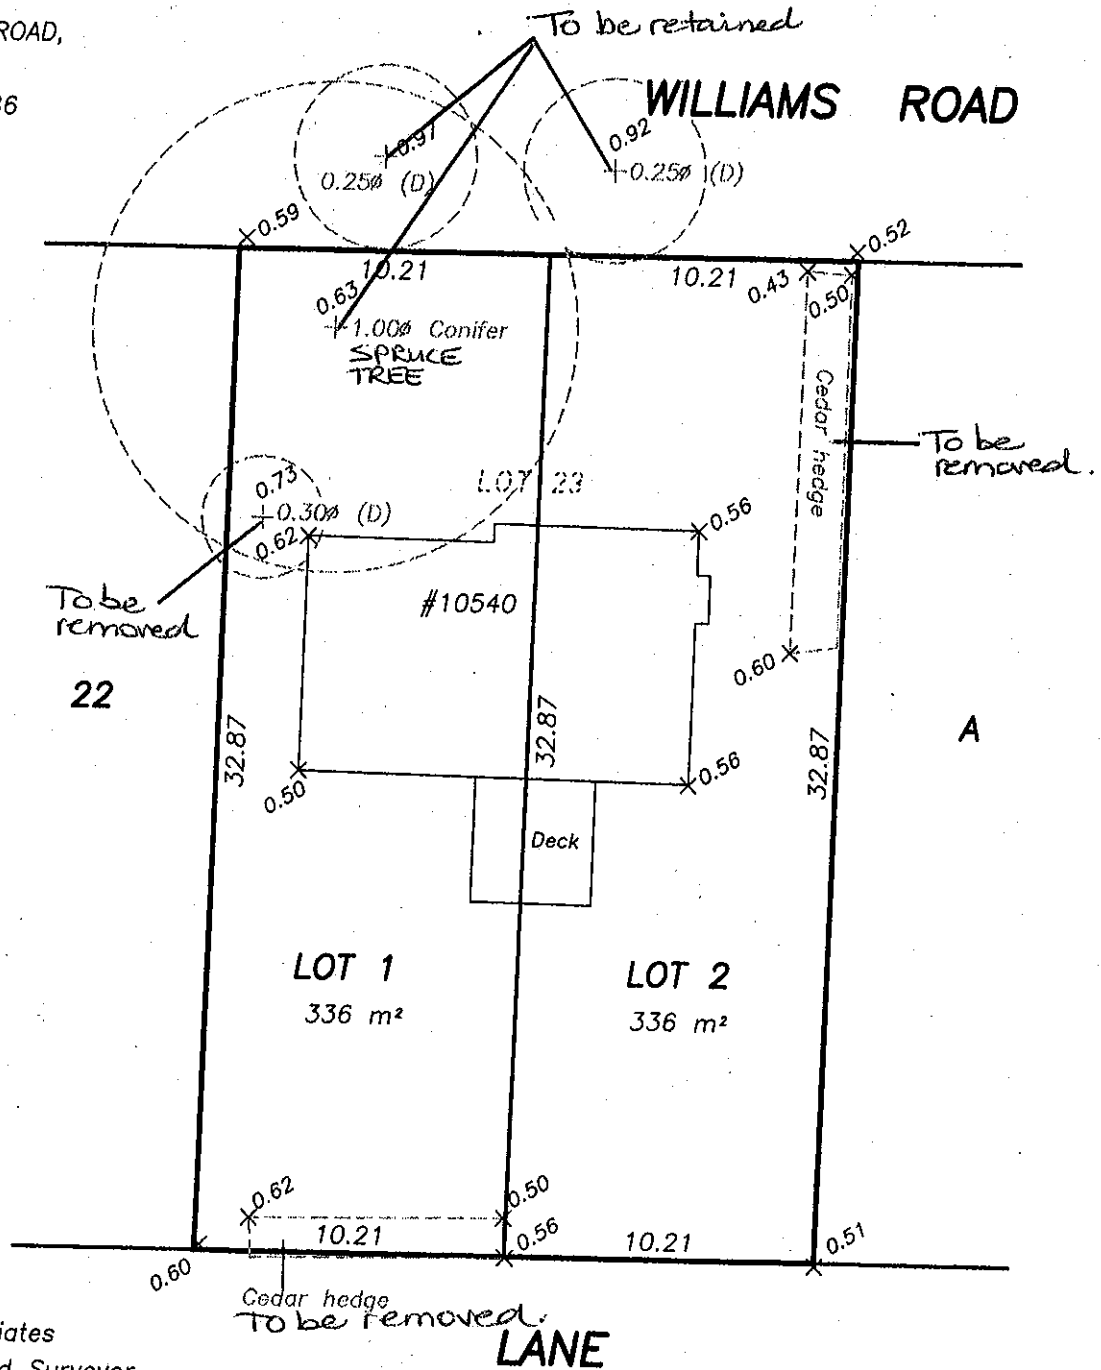 ROAD,
To be retained
36
WILLIAMS ROAD
0.97
0.92
0.25ø (D)
0.25ø (D)
0.59
0.52
10.21
10.21
0.43
0.50
0.63
1.00ø Conifer
SPRUCE
TREE
Cedar hedge
To be
removed.
0.73
LOT 23
0.30ø (D)
0.56
0.62
To be
removed
#10540
0.60
22
32.87
32.87
32.87
A
0.50
0.56
Deck
LOT 1
336 m²
LOT 2
336 m²
0.62
0.50
10.21
0.56
10.21
0.51
0.60
Cedar hedge
To be removed.
LANE
iates
d Surveyor